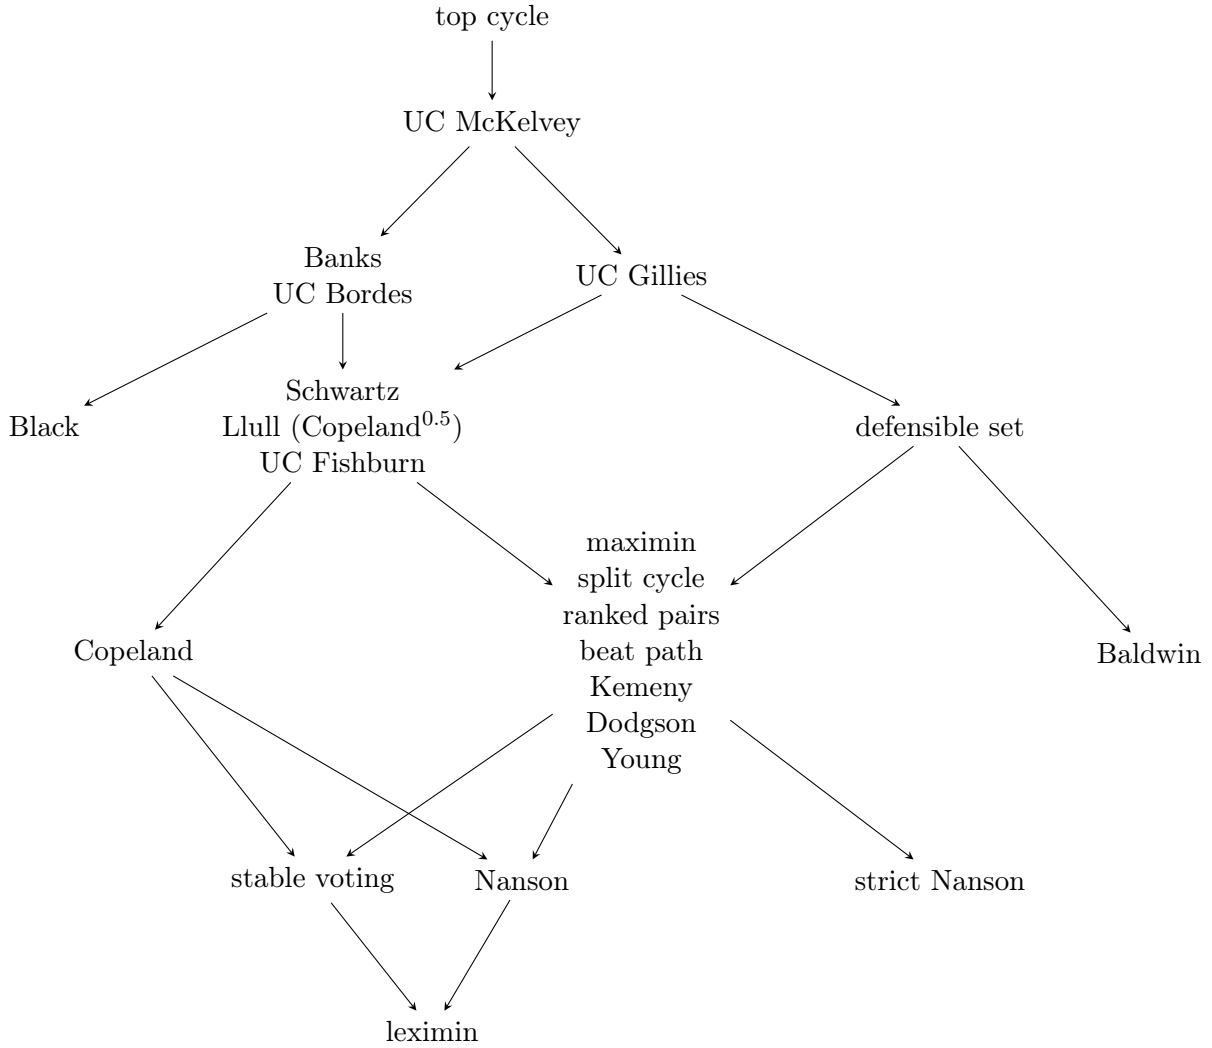 top cycle
UC McKelvey
Banks
UC Bordes
UC Gillies
Black
Schwartz
Llull (Copeland^0.5)
UC Fishburn
defensible set
Copeland
maximin
split cycle
ranked pairs
beat path
Kemeny
Dodgson
Young
Baldwin
stable voting
Nanson
strict Nanson
leximin